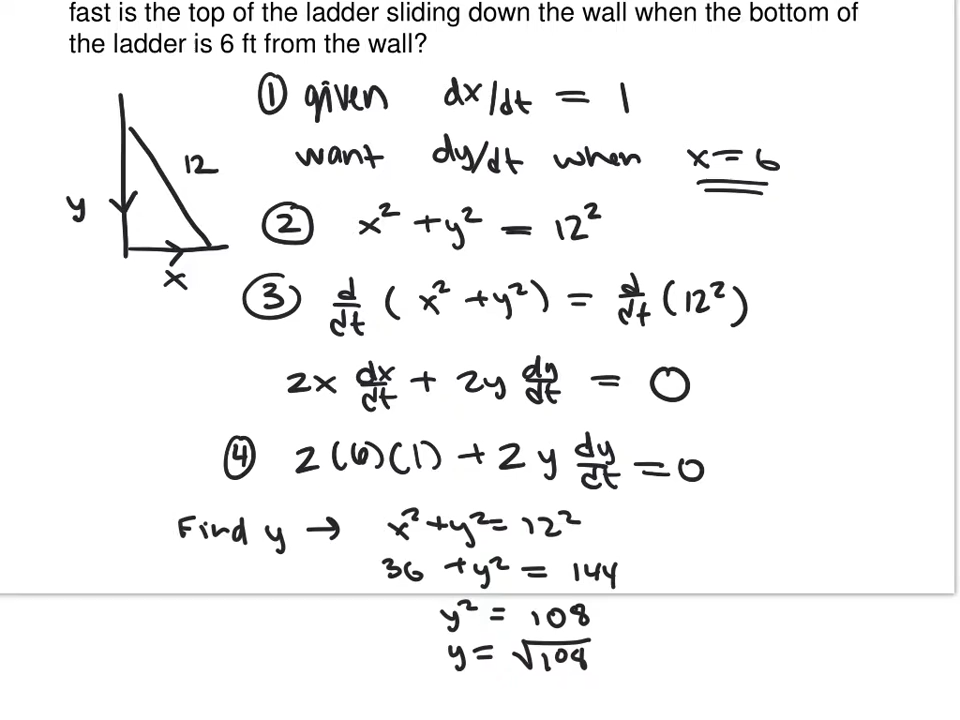 fast is the top of the ladder sliding down the wall when the bottom of
the ladder is 6 ft from the wall?
① given dx/dt = 1
want dy/dt when x = 6
12
y
x
② x² + y² = 12²
③ d/dt (x² + y²) = d/dt (12²)
2x dx/dt + 2y dy/dt = 0
④ 2(6)(1) + 2y dy/dt = 0
Find y → x² + y² = 12²
36 + y² = 144
y² = 108
y = √108